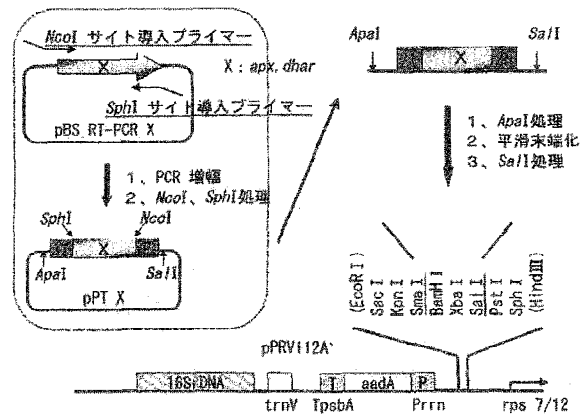 NcoI サイト導入プライマー
X
X : apx, dhar
SphI サイト導入プライマー
pBS RT-PCR X
1、PCR 増幅
2、NcoI、SphI処理
SphI
NcoI
X
ApaI
SalI
pPT X
ApaI
SalI
X
1、ApaI処理
2、平滑末端化
3、SalI処理
(EcoR I)
Sac I
Kpn I
Sma I
BamH I
Xba I
Sal I
Pst I
Sph I
(HindIII)
pPRV112A'
16SrDNA
T
aadA
P
trnV
TpsbA
Prrn
rps 7/12